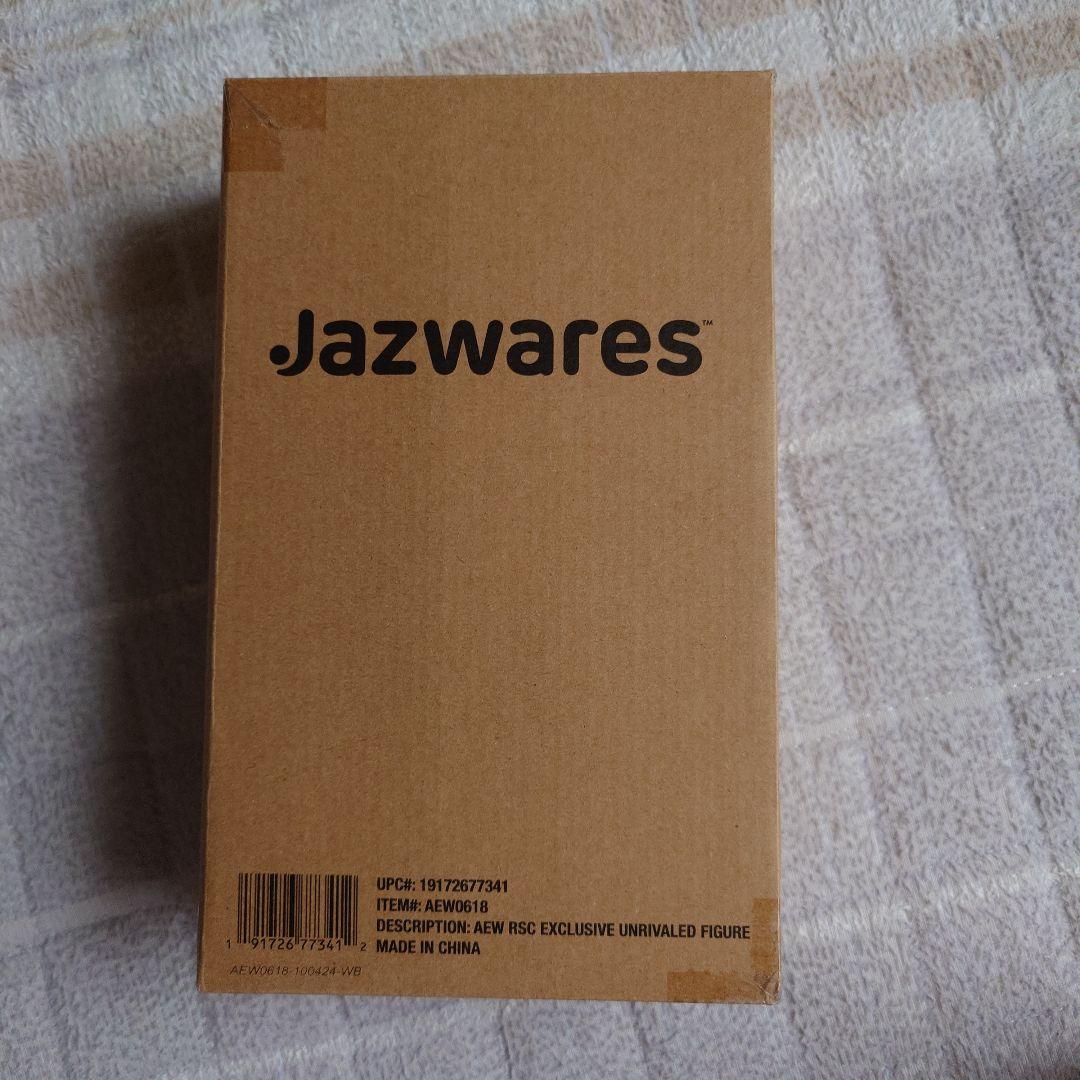 Jazwares™
UPC#: 19172677341
ITEM#: AEW0618
DESCRIPTION: AEW RSC EXCLUSIVE UNRIVALED FIGURE
MADE IN CHINA
1 91726 77341 2
AEW0618-100424-WB